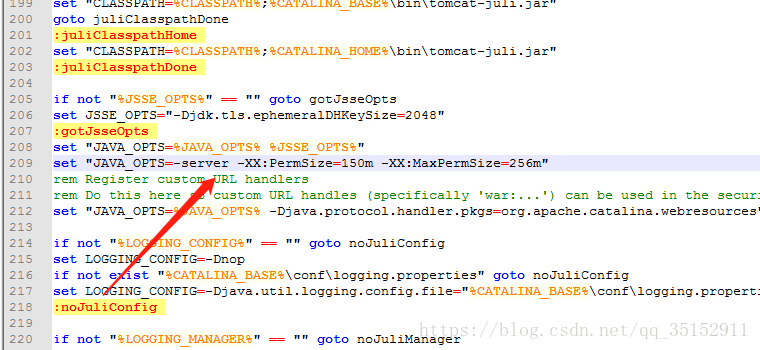 199 set "CLASSPATH=%CLASSPATH%;%CATALINA_BASE%\bin\tomcat-juli.jar"
200 goto juliClasspathDone
201 :juliClasspathHome
202 set "CLASSPATH=%CLASSPATH%;%CATALINA_HOME%\bin\tomcat-juli.jar"
203 :juliClasspathDone
204
205 if not "%JSSE_OPTS%" == "" goto gotJsseOpts
206 set JSSE_OPTS="-Djdk.tls.ephemeralDHKeySize=2048"
207 :gotJsseOpts
208 set "JAVA_OPTS=%JAVA_OPTS% %JSSE_OPTS%"
209 set "JAVA_OPTS=-server -XX:PermSize=150m -XX:MaxPermSize=256m"
210 rem Register custom URL handlers
211 rem Do this here so custom URL handles (specifically 'war:...') can be used in the securi
212 set "JAVA_OPTS=%JAVA_OPTS% -Djava.protocol.handler.pkgs=org.apache.catalina.webresources"
213
214 if not "%LOGGING_CONFIG%" == "" goto noJuliConfig
215 set LOGGING_CONFIG=-Dnop
216 if not exist "%CATALINA_BASE%\conf\logging.properties" goto noJuliConfig
217 set LOGGING_CONFIG=-Djava.util.logging.config.file="%CATALINA_BASE%\conf\logging.properti
218 :noJuliConfig
219
220 if not "%LOGGING_MANAGER%" == "" goto noJuliManager
https://blog.csdn.net/qq_35152911